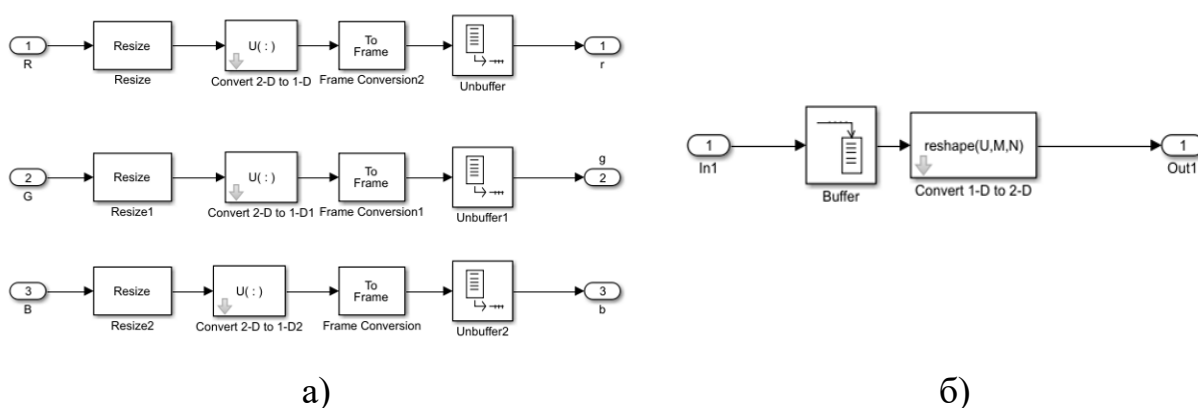 1
R
Resize
Resize
U( : )
Convert 2-D to 1-D
To
Frame
Frame Conversion2
Unbuffer
1
r
2
G
Resize
Resize1
U( : )
Convert 2-D to 1-D1
To
Frame
Frame Conversion1
Unbuffer1
g
2
3
B
Resize
Resize2
U( : )
Convert 2-D to 1-D2
To
Frame
Frame Conversion
Unbuffer2
3
b
а)
1
In1
Buffer
reshape(U,M,N)
Convert 1-D to 2-D
1
Out1
б)